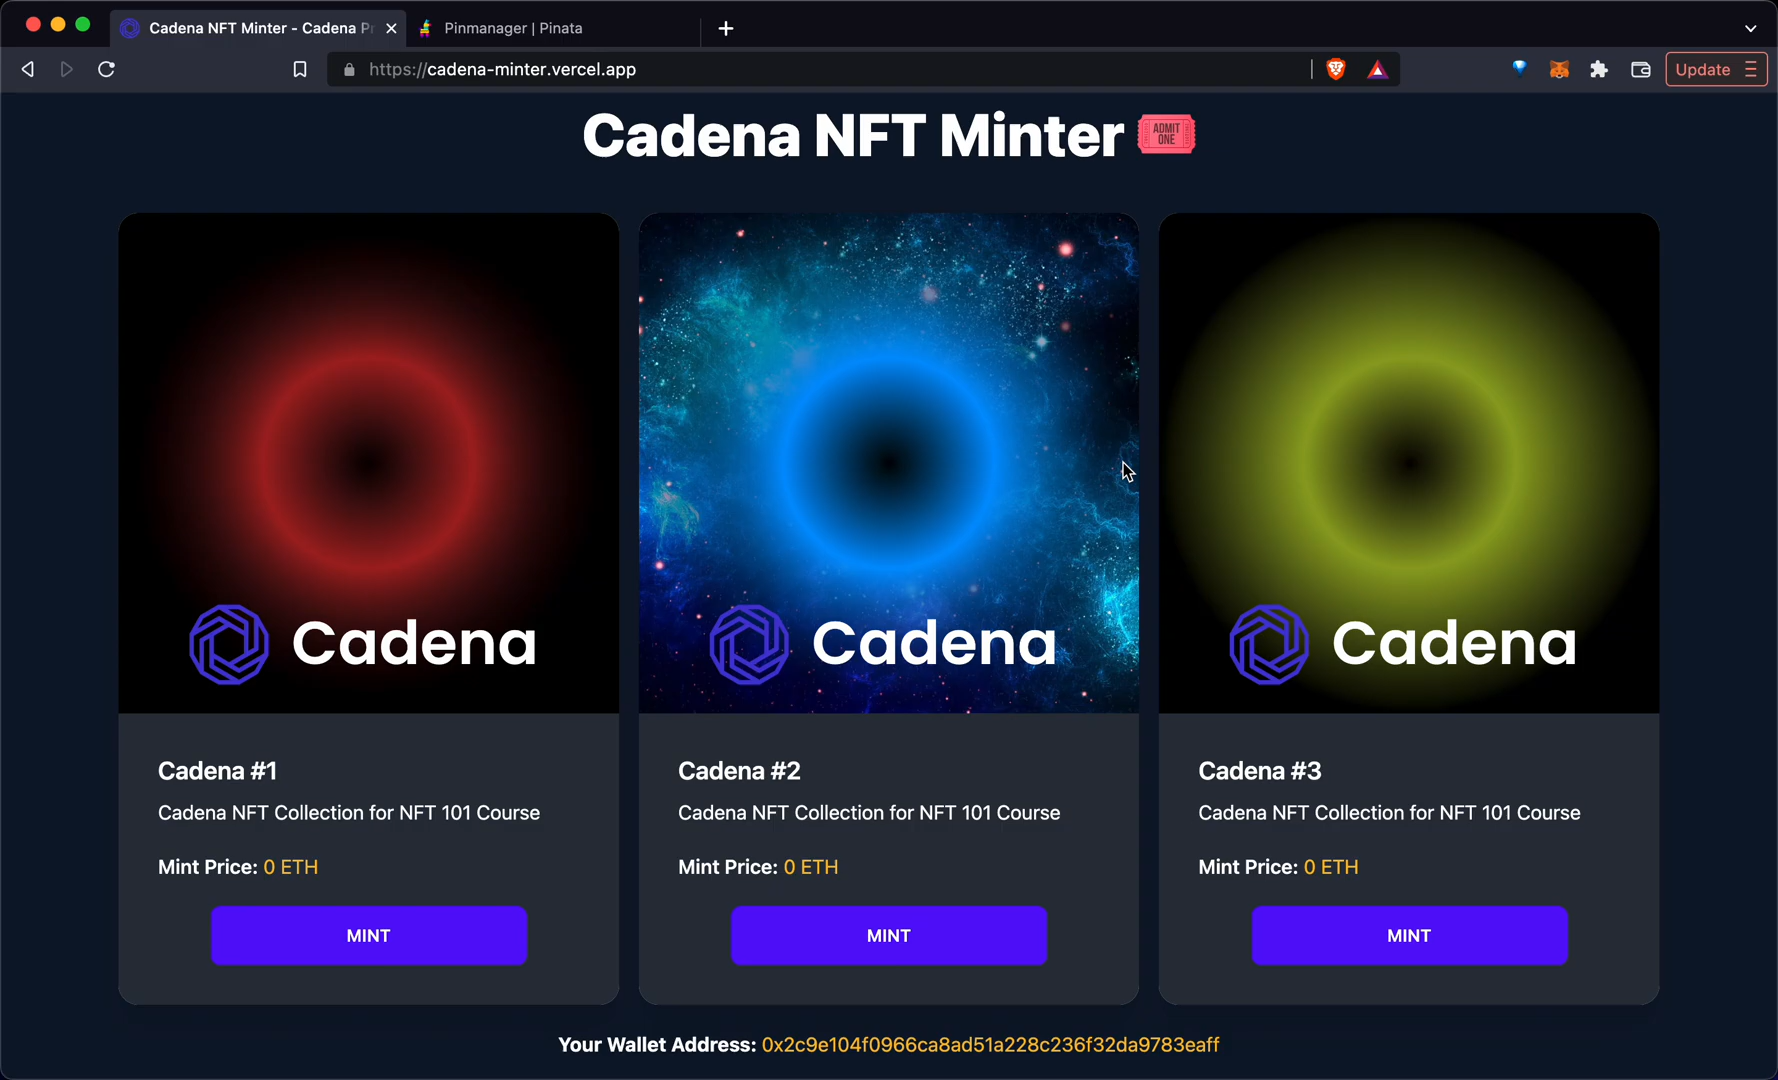 Cadena NFT Minter - Cadena Pr
Pinmanager | Pinata
https://cadena-minter.vercel.app
Update
Cadena NFT Minter
ADMIT
ONE
Cadena
Cadena #1
Cadena NFT Collection for NFT 101 Course
Mint Price: 0 ETH
MINT
Cadena
Cadena #2
Cadena NFT Collection for NFT 101 Course
Mint Price: 0 ETH
MINT
Cadena
Cadena #3
Cadena NFT Collection for NFT 101 Course
Mint Price: 0 ETH
MINT
Your Wallet Address: 0x2c9e104f0966ca8ad51a228c236f32da9783eaff